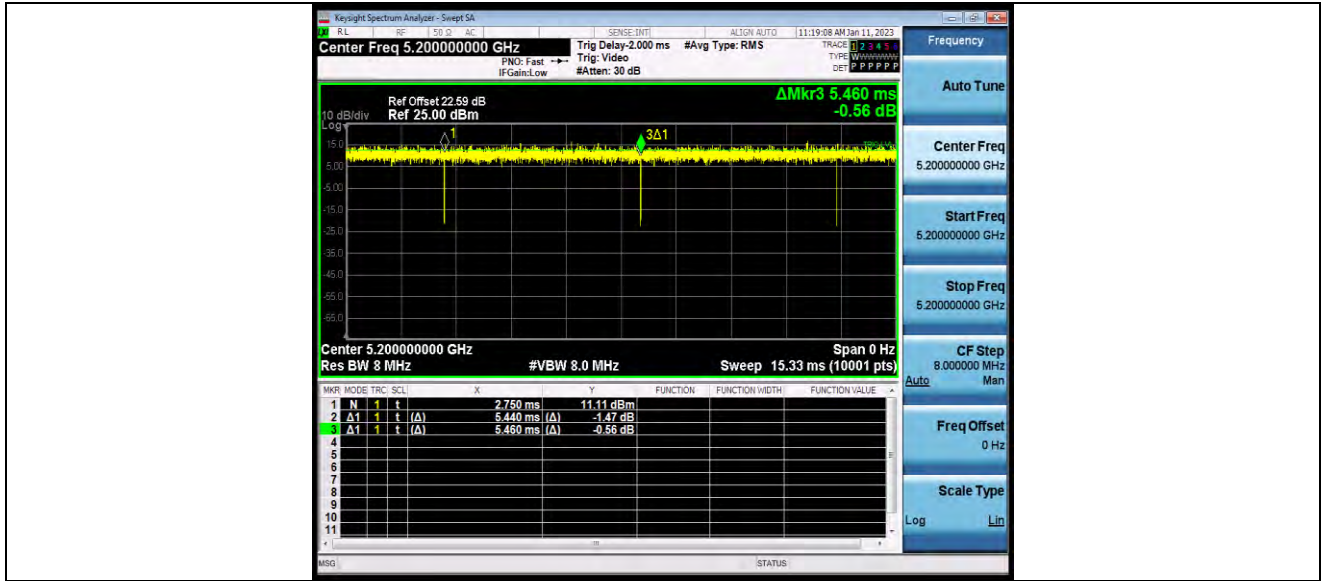 Keysight Spectrum Analyzer - Swept SA
RL RF 50 Ω AC SENSE:INT ALIGN AUTO 11:19:08 AM Jan 11, 2023
Center Freq 5.200000000 GHz
PNO: Fast
IFGain:Low
Trig Delay-2.000 ms
Trig: Video
#Atten: 30 dB
#Avg Type: RMS
TRACE 1 2 3 4 5 6
TYPE WWWWWW
DET P P P P P P
ΔMkr3 5.460 ms
-0.56 dB
Ref Offset 22.59 dB
10 dB/div Ref 25.00 dBm
Log
1
3Δ1
15.0
5.00
-5.00
-15.0
-25.0
-35.0
-45.0
-55.0
-65.0
Center 5.200000000 GHz Span 0 Hz
Res BW 8 MHz #VBW 8.0 MHz Sweep 15.33 ms (10001 pts)
MKR MODE TRC SCL X Y FUNCTION FUNCTION WIDTH FUNCTION VALUE
1 N 1 t 2.750 ms 11.11 dBm
2 Δ1 1 t (Δ) 5.440 ms (Δ) -1.47 dB
3 Δ1 1 t (Δ) 5.460 ms (Δ) -0.56 dB
4
5
6
7
8
9
10
11
MSG STATUS
Frequency
Auto Tune
Center Freq
5.200000000 GHz
Start Freq
5.200000000 GHz
Stop Freq
5.200000000 GHz
CF Step
8.000000 MHz
Auto Man
Freq Offset
0 Hz
Scale Type
Log Lin